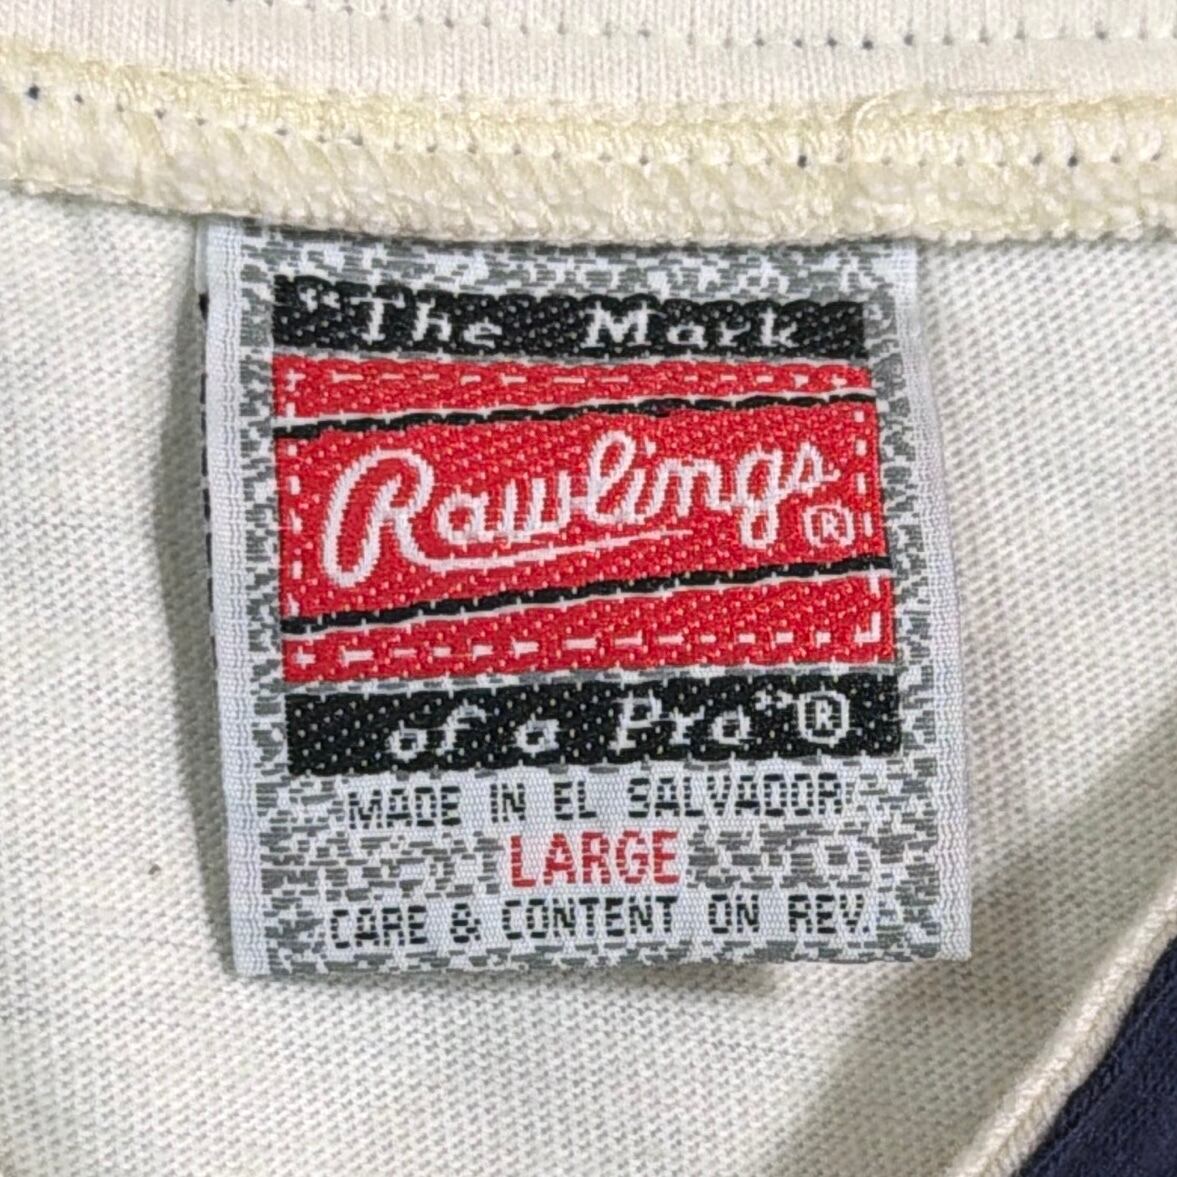 "The Mark
Rawlings®
of a Pro"®
MADE IN EL SALVADOR
LARGE
CARE & CONTENT ON REV.